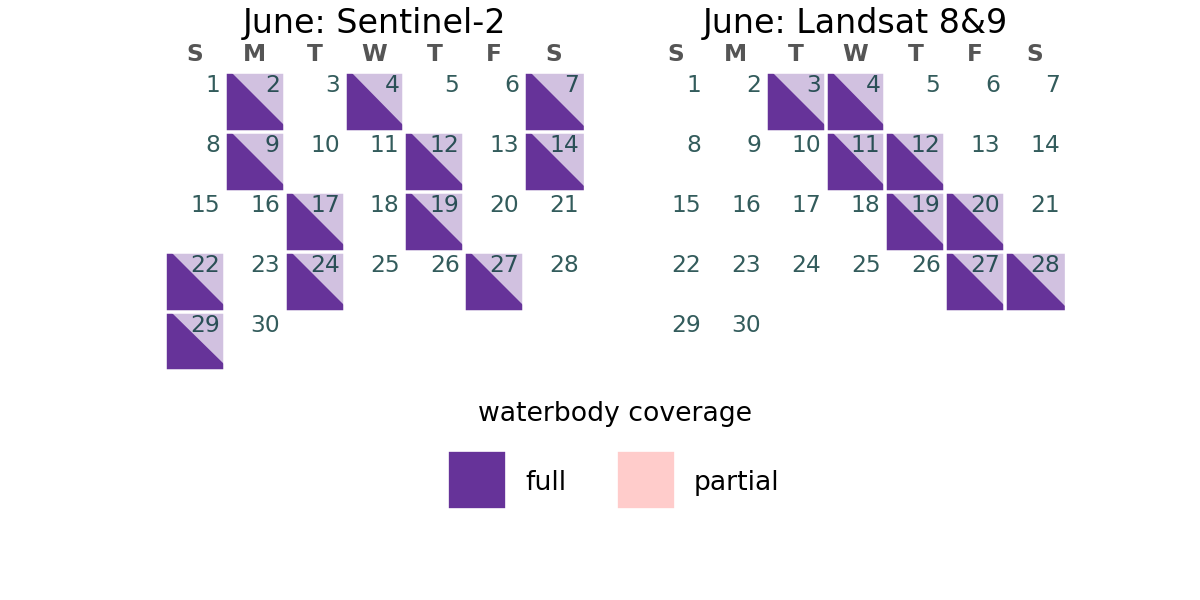 June: Sentinel-2
S M T W T F S
1 2 3 4 5 6 7
8 9 10 11 12 13 14
15 16 17 18 19 20 21
22 23 24 25 26 27 28
29 30
June: Landsat 8&9
S M T W T F S
1 2 3 4 5 6 7
8 9 10 11 12 13 14
15 16 17 18 19 20 21
22 23 24 25 26 27 28
29 30
waterbody coverage
full partial